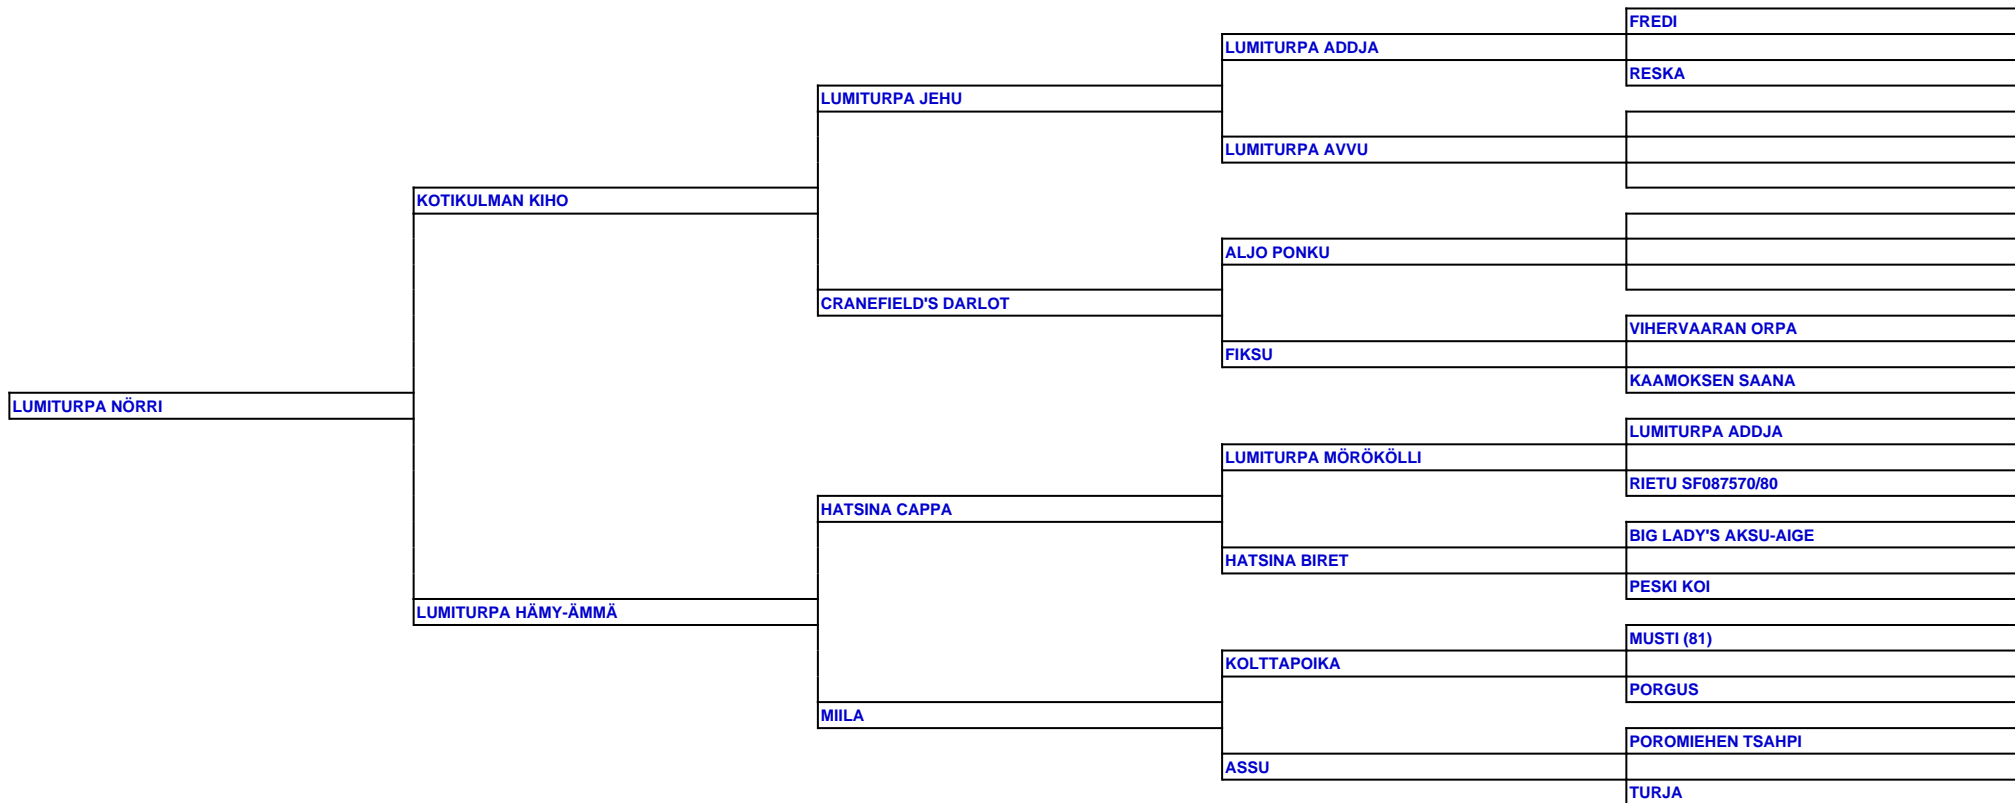 FREDI
LUMITURPA ADDJA
RESKA
LUMITURPA JEHU
LUMITURPA AVVU
KOTIKULMAN KIHO
ALJO PONKU
CRANEFIELD'S DARLOT
VIHERVAARAN ORPA
FIKSU
KAAMOKSEN SAANA
LUMITURPA NÖRRI
LUMITURPA ADDJA
LUMITURPA MÖRÖKÖLLI
RIETU SF087570/80
HATSINA CAPPA
BIG LADY'S AKSU-AIGE
HATSINA BIRET
PESKI KOI
LUMITURPA HÄMY-ÄMMÄ
MUSTI (81)
KOLTTAPOIKA
PORGUS
MIILA
POROMIEHEN TSAHPI
ASSU
TURJA